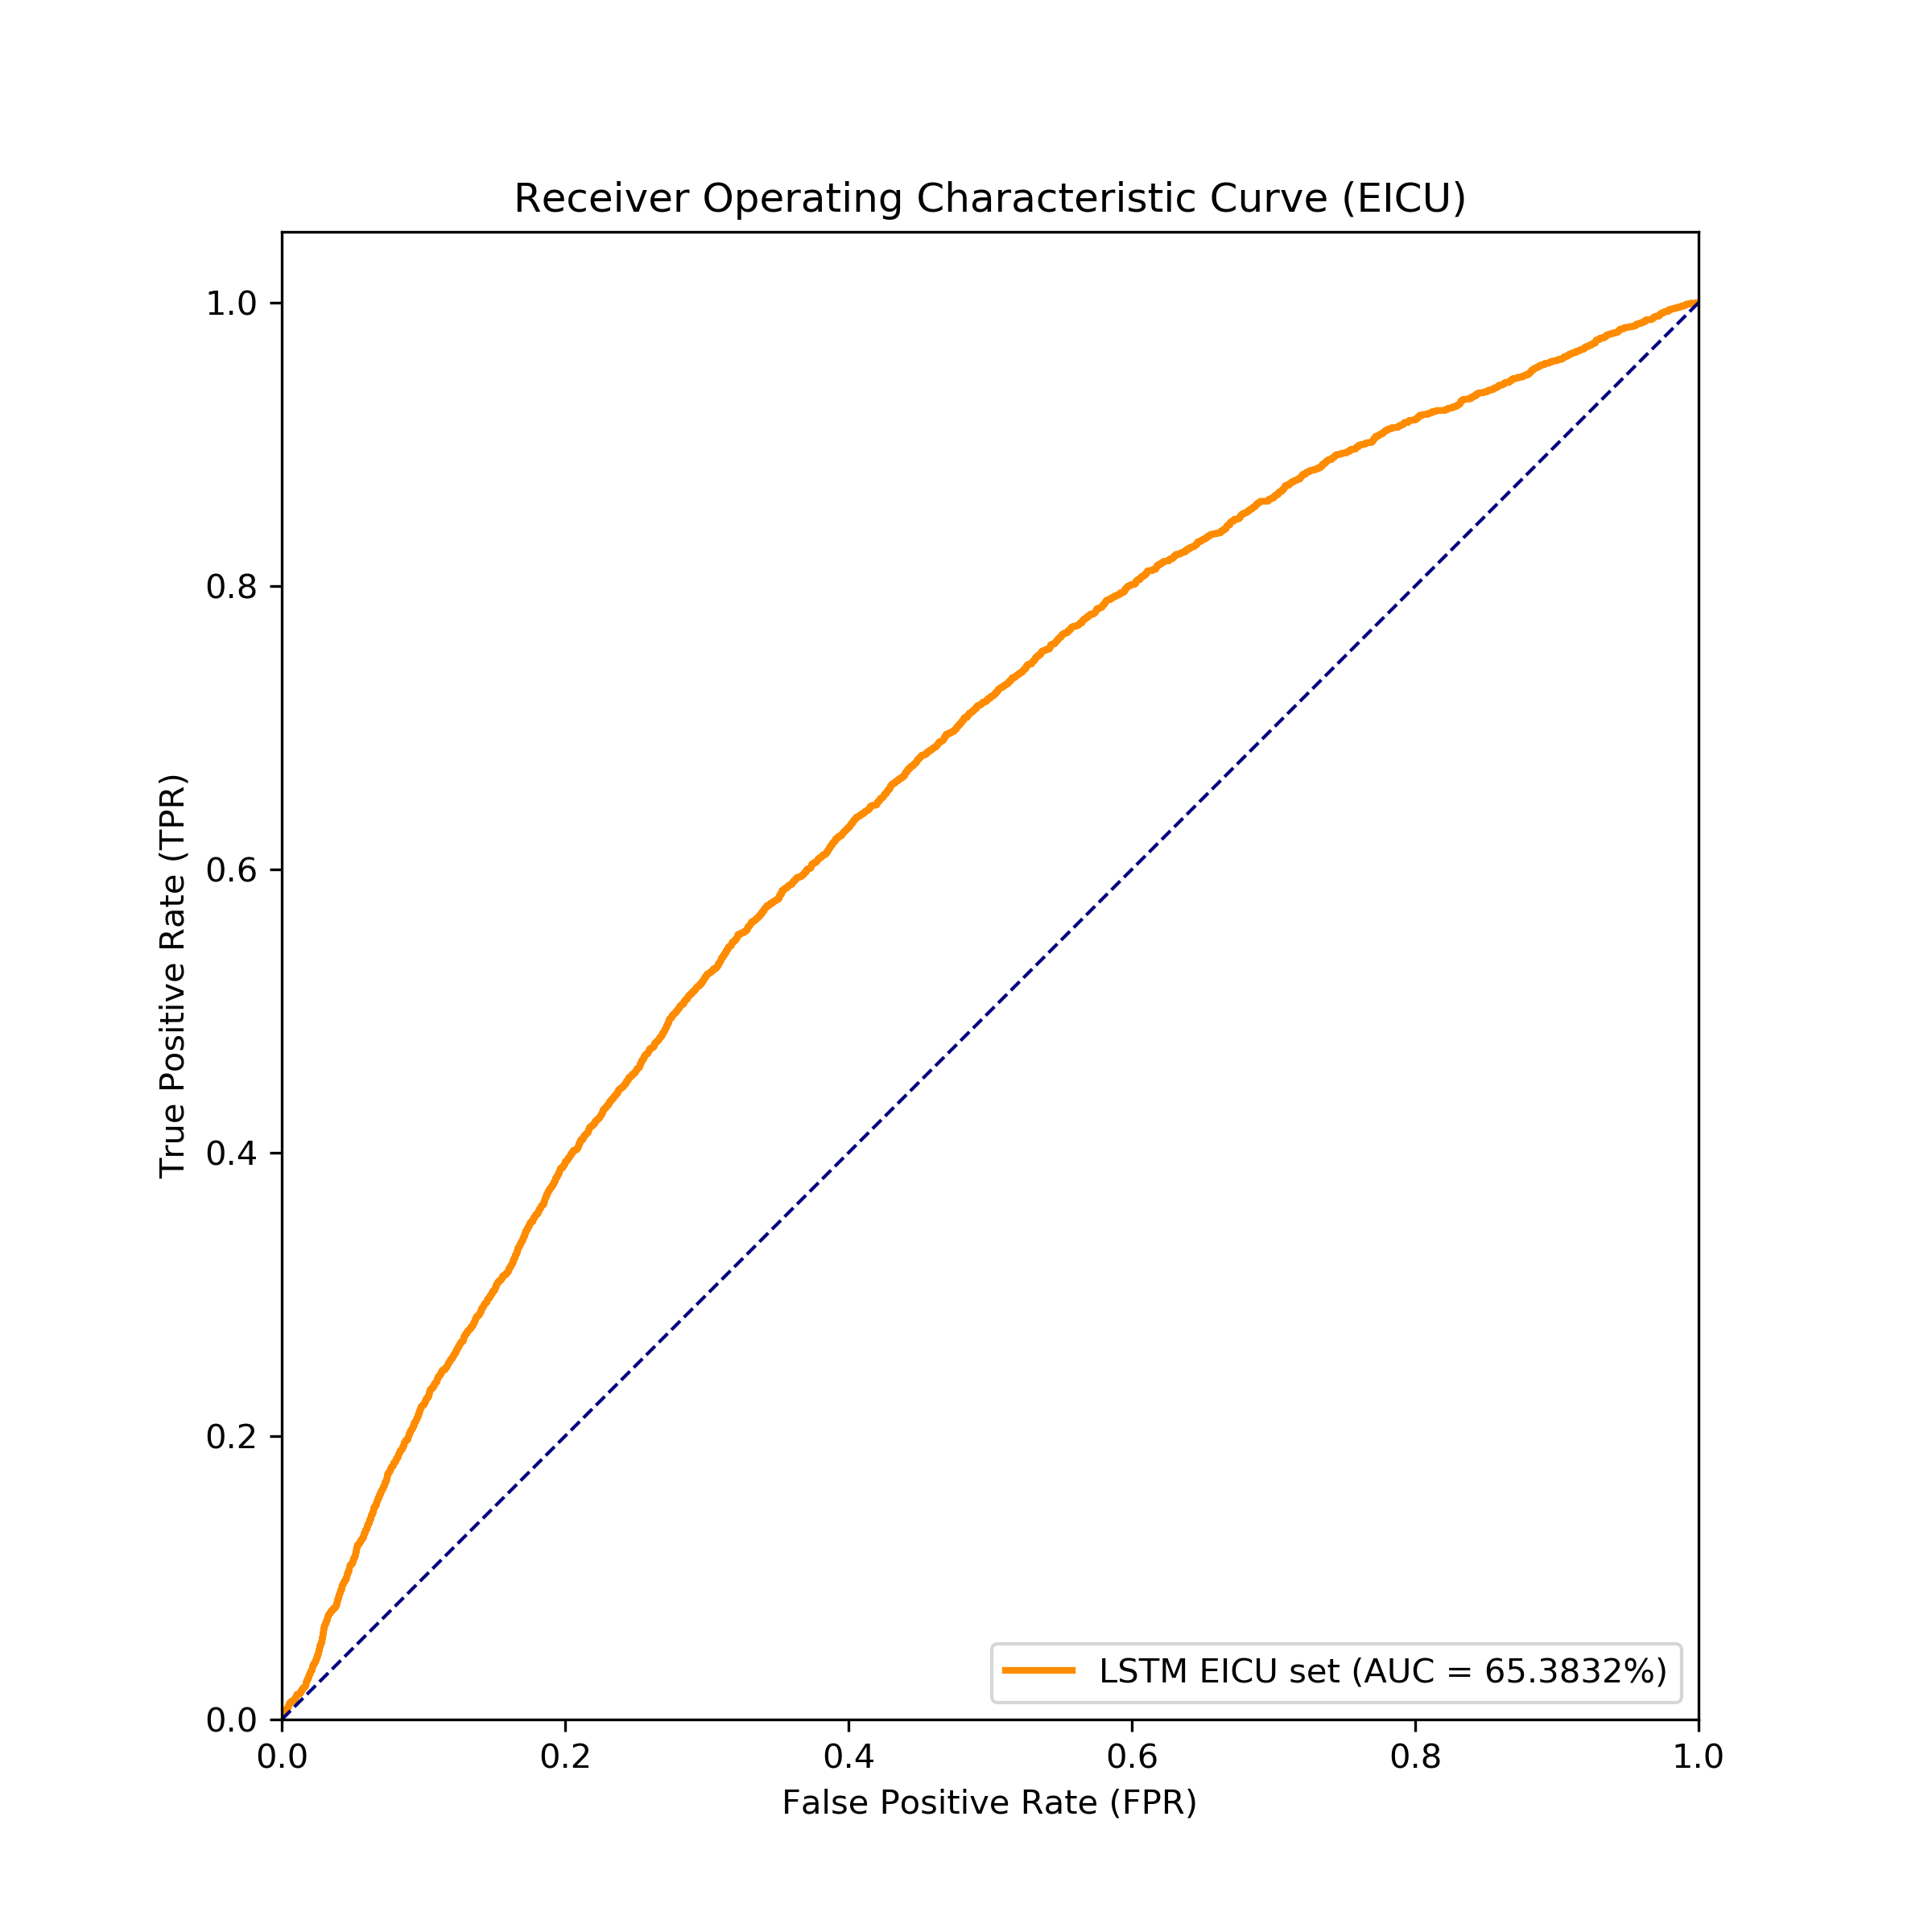 Receiver Operating Characteristic Curve (EICU)
True Positive Rate (TPR)
1.0
0.8
0.6
0.4
0.2
0.0
LSTM EICU set (AUC = 65.3832%)
0.0 0.2 0.4 0.6 0.8 1.0
False Positive Rate (FPR)